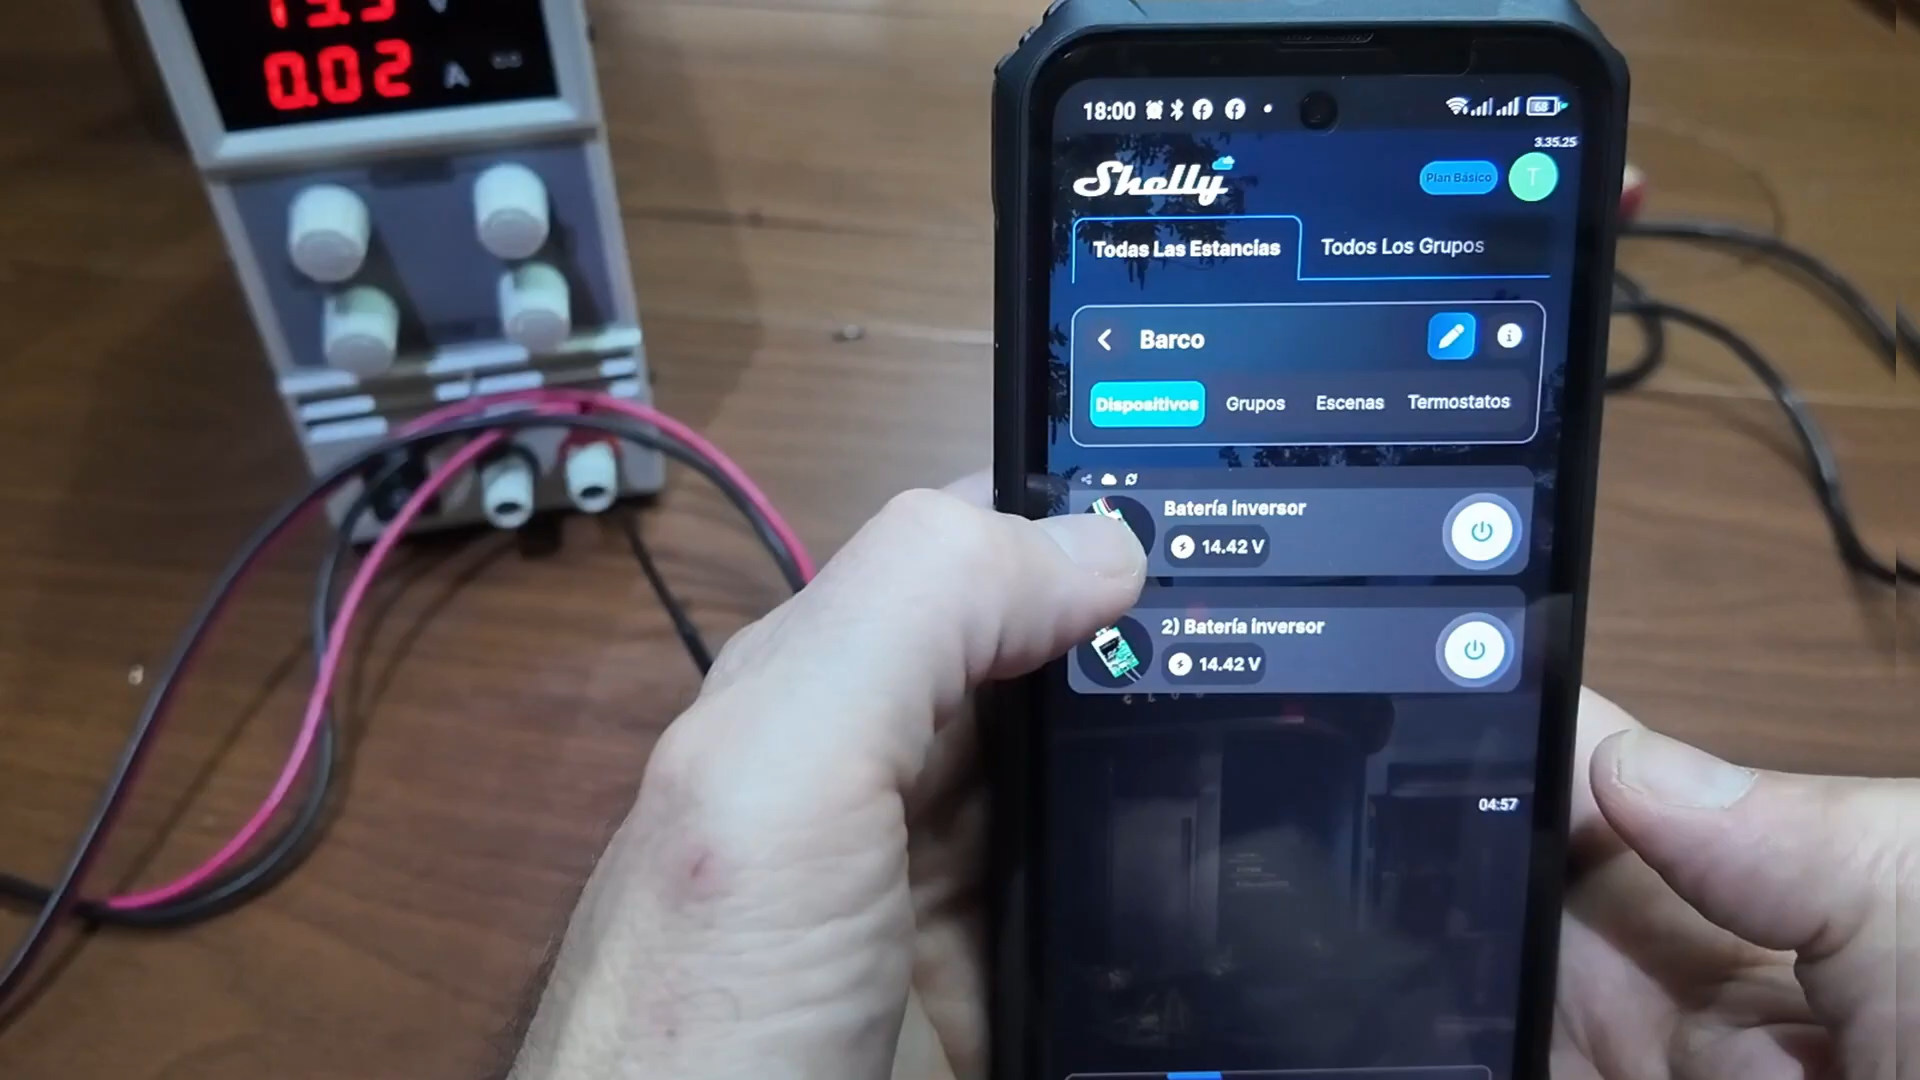 0.02 A
18:00
68
3.35.25
Shelly
Plan Básico
T
Todas Las Estancias
Todos Los Grupos
Barco
Dispositivos
Grupos
Escenas
Termostatos
Batería inversor
14.42 V
2) Batería inversor
14.42 V
04:57